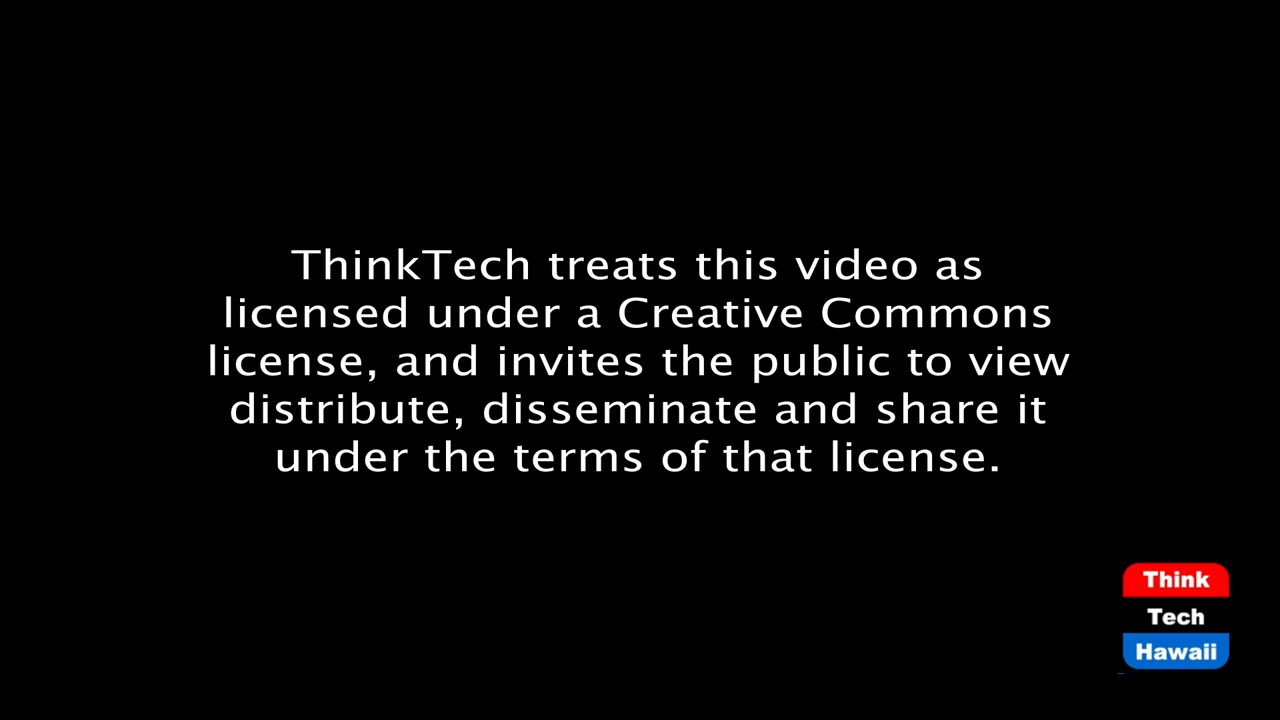 ThinkTech treats this video as
licensed under a Creative Commons
license, and invites the public to view
distribute, disseminate and share it
under the terms of that license.
Think
Tech
Hawaii